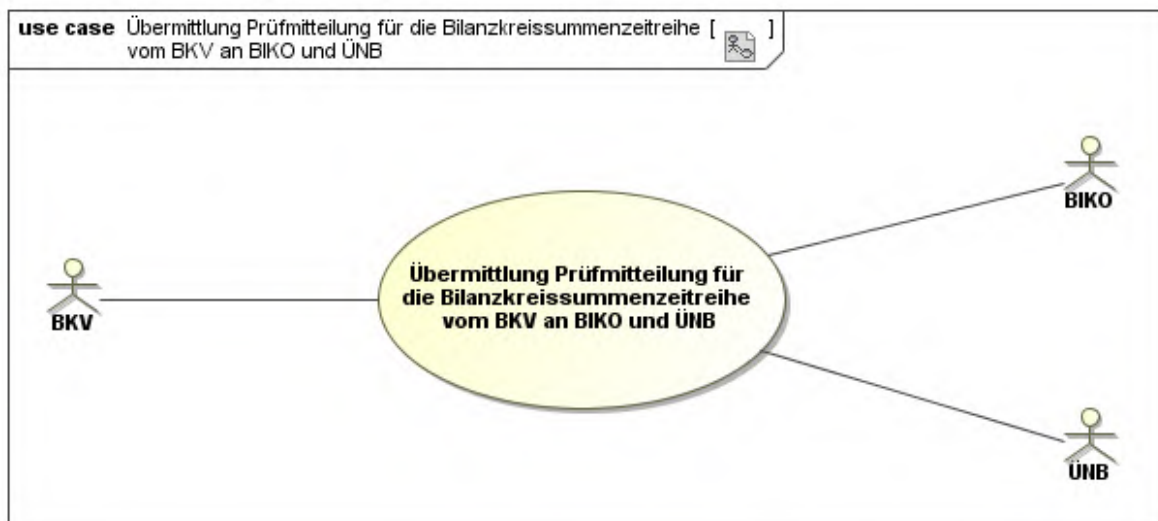 use case Übermittlung Prüfmitteilung für die Bilanzkreissummenzeitreihe [ ]
vom BKV an BIKO und ÜNB
BIKO
Übermittlung Prüfmitteilung für
die Bilanzkreissummenzeitreihe
vom BKV an BIKO und ÜNB
BKV
ÜNB